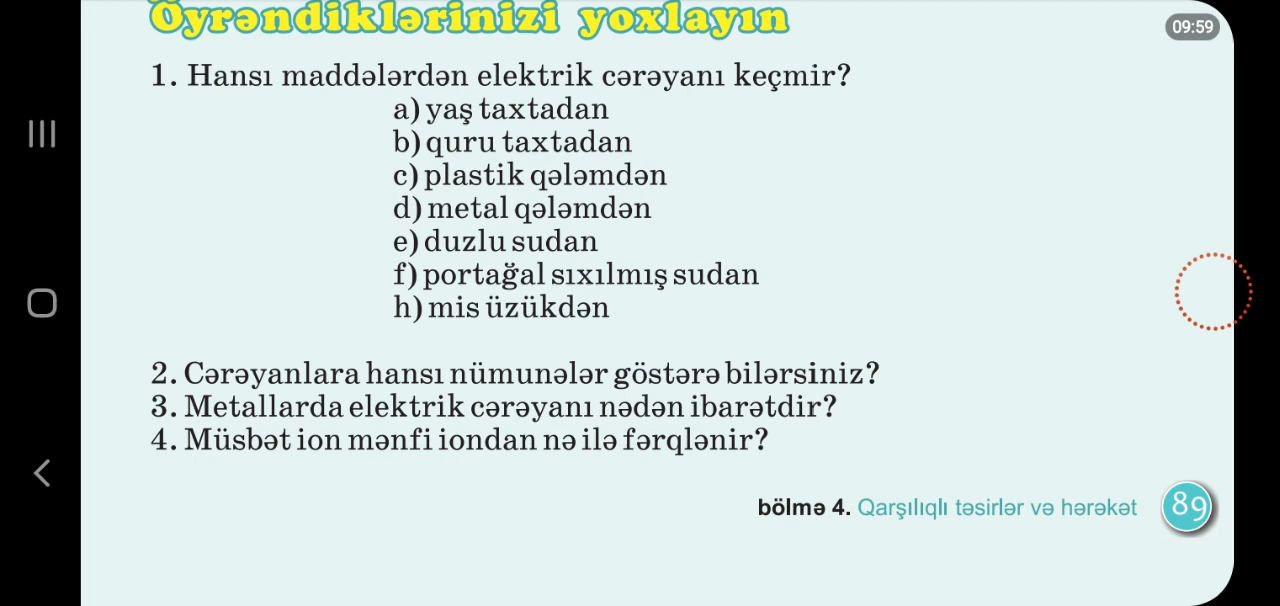 Öyrəndiklərinizi yoxlayın
09:59
1. Hansı maddələrdən elektrik cərəyanı keçmir?
a) yaş taxtadan
b) quru taxtadan
c) plastik qələmdən
d) metal qələmdən
e) duzlu sudan
f) portağal sıxılmış sudan
h) mis üzükdən
2. Cərəyanlara hansı nümunələr göstərə bilərsiniz?
3. Metallarda elektrik cərəyanı nədən ibarətdir?
4. Müsbət ion mənfi iondan nə ilə fərqlənir?
bölmə 4. Qarşılıqlı təsirlər və hərəkət 89